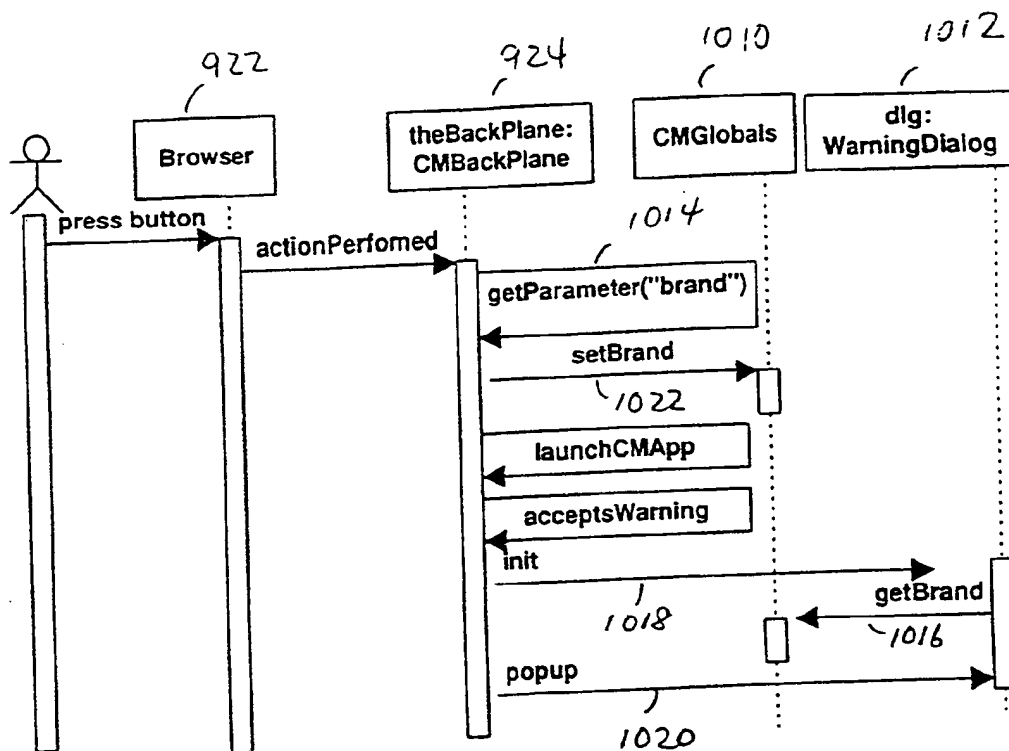 922
924
1010
1012
Browser
theBackPlane:
CMBackPlane
CMGlobals
dlg:
WarningDialog
press button
actionPerfomed
1014
getParameter("brand")
setBrand
1022
launchCMApp
acceptsWarning
init
1018
getBrand
1016
popup
1020